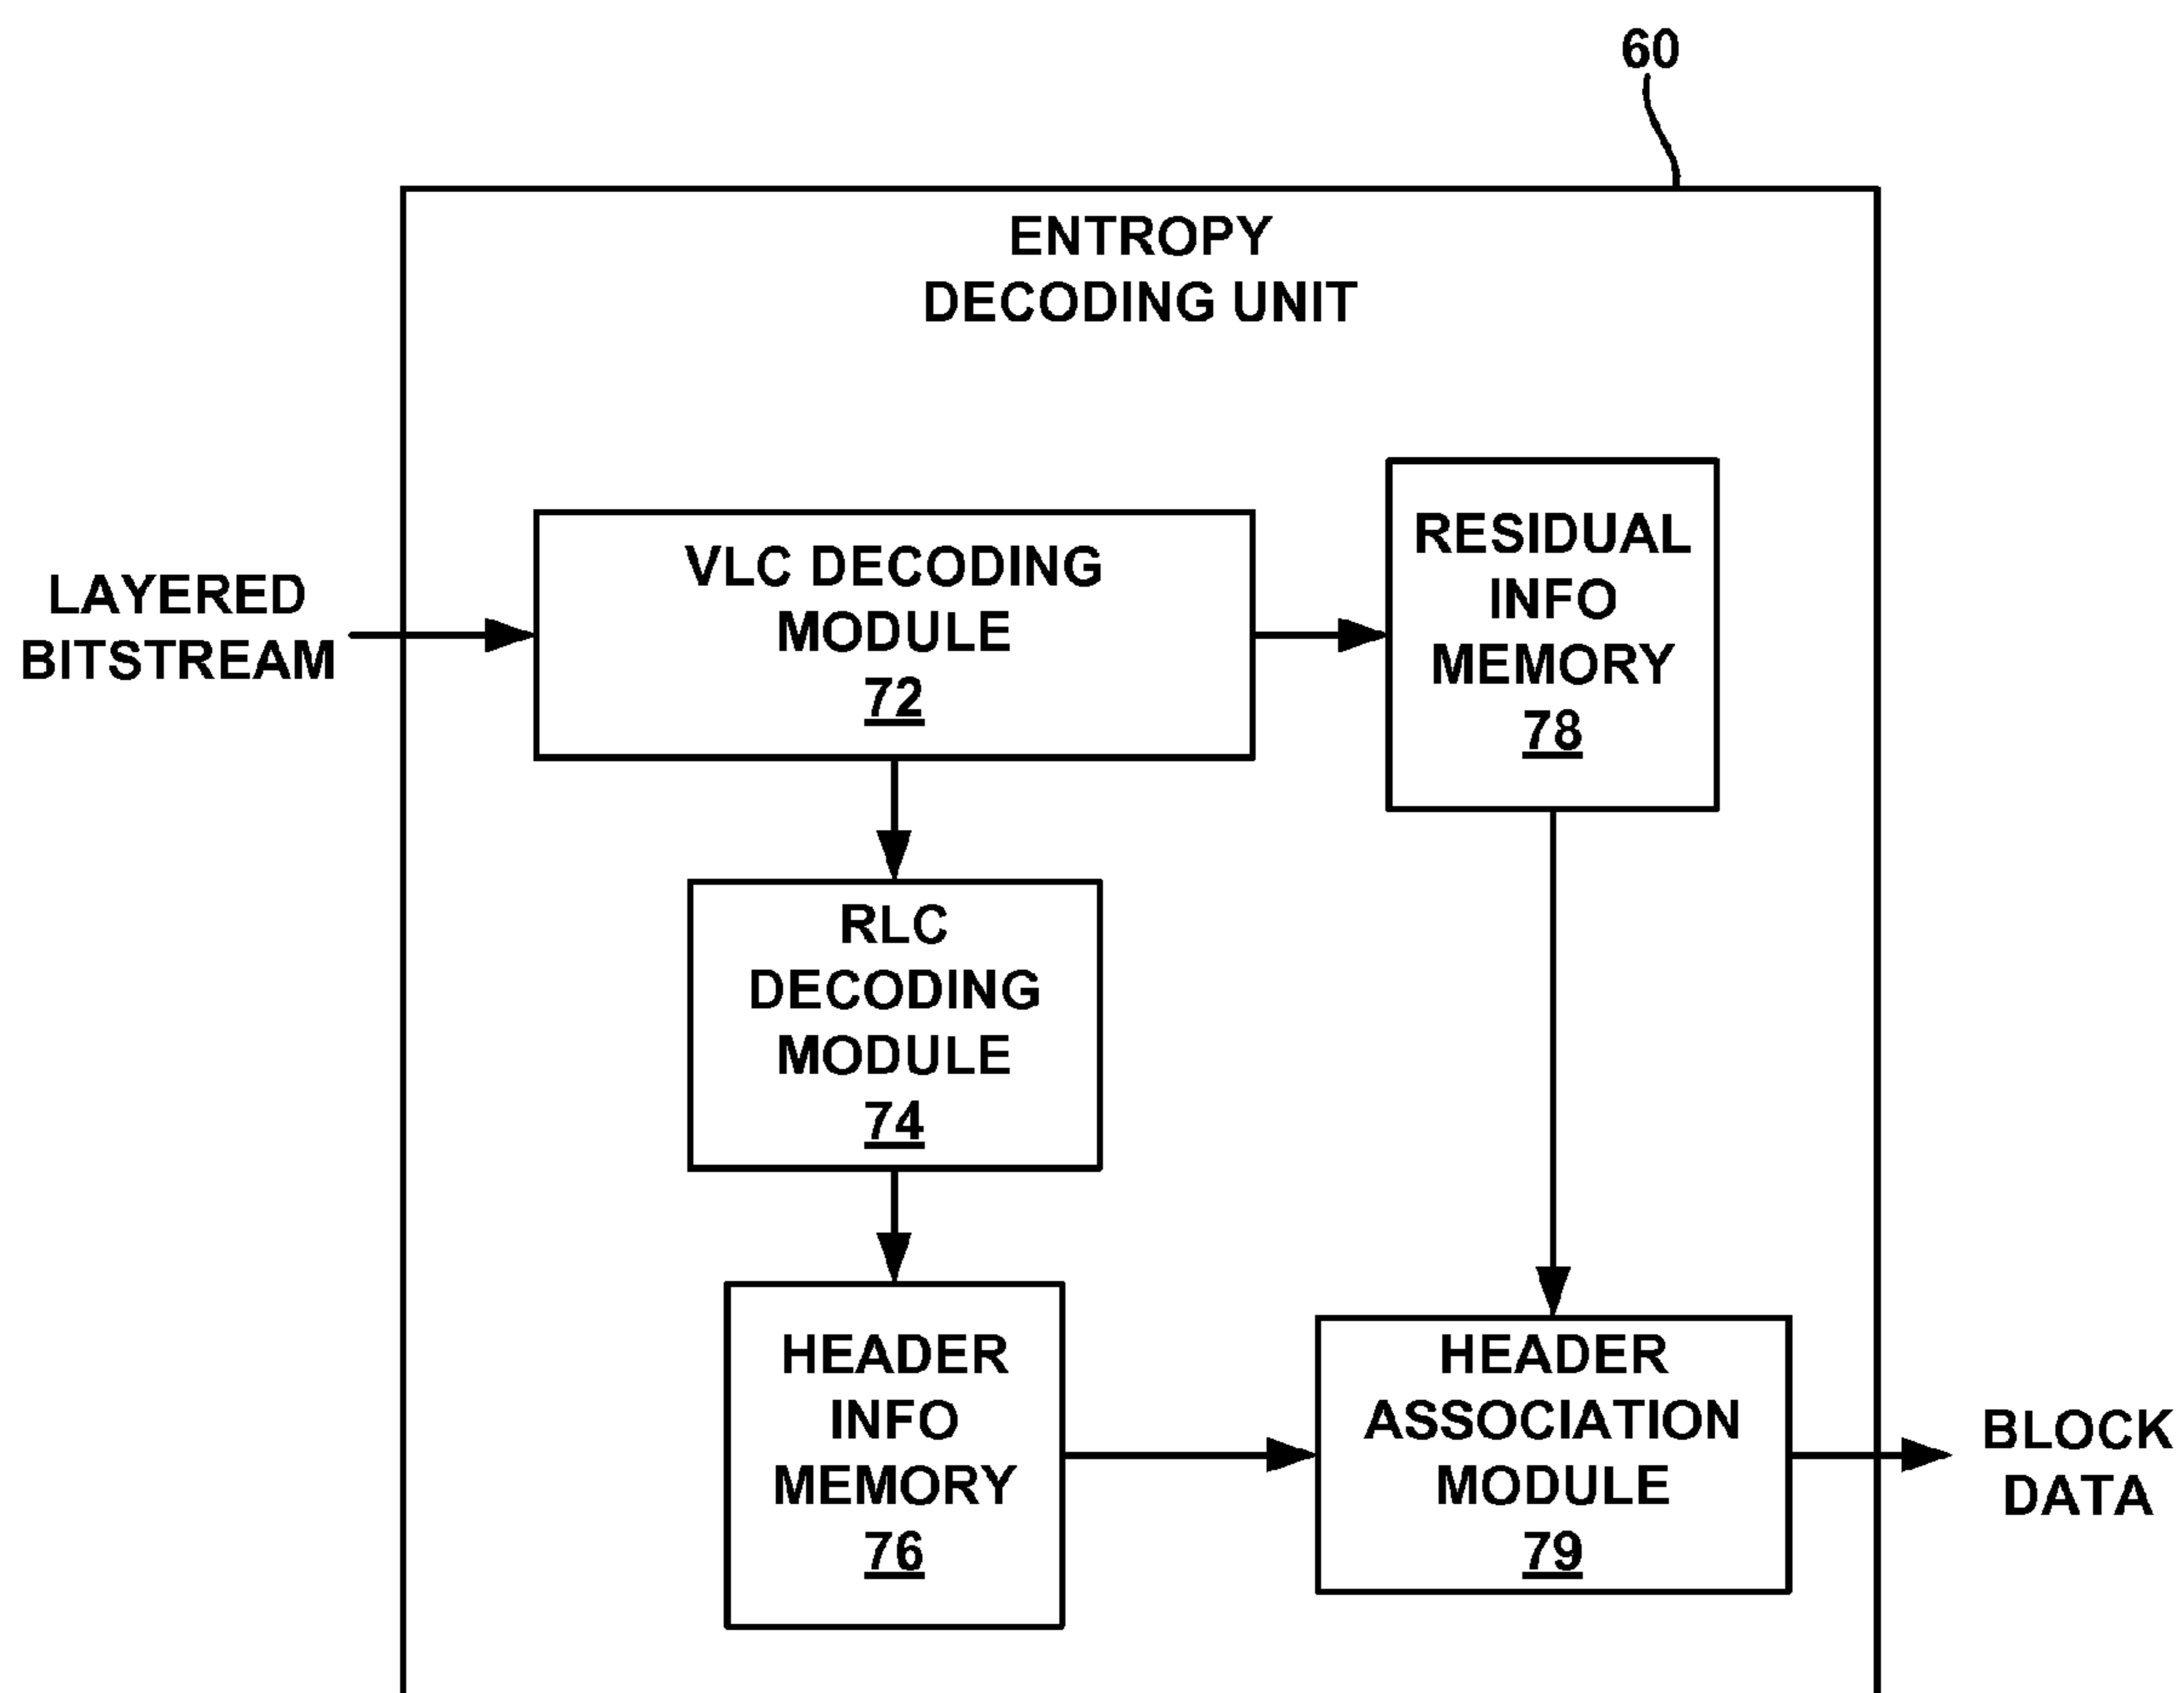 60
ENTROPY
DECODING UNIT
LAYERED
BITSTREAM
VLC DECODING
MODULE
72
RESIDUAL
INFO
MEMORY
78
RLC
DECODING
MODULE
74
HEADER
INFO
MEMORY
76
HEADER
ASSOCIATION
MODULE
79
BLOCK
DATA